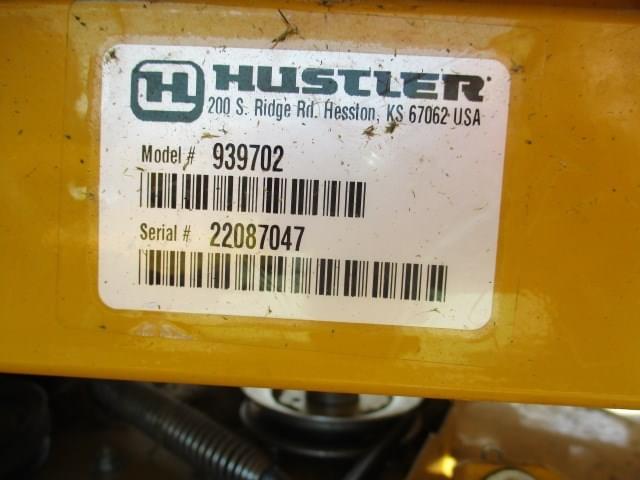 H HUSTLER
200 S. Ridge Rd. Hesston, KS 67062 USA
Model # 939702
Serial # 22087047